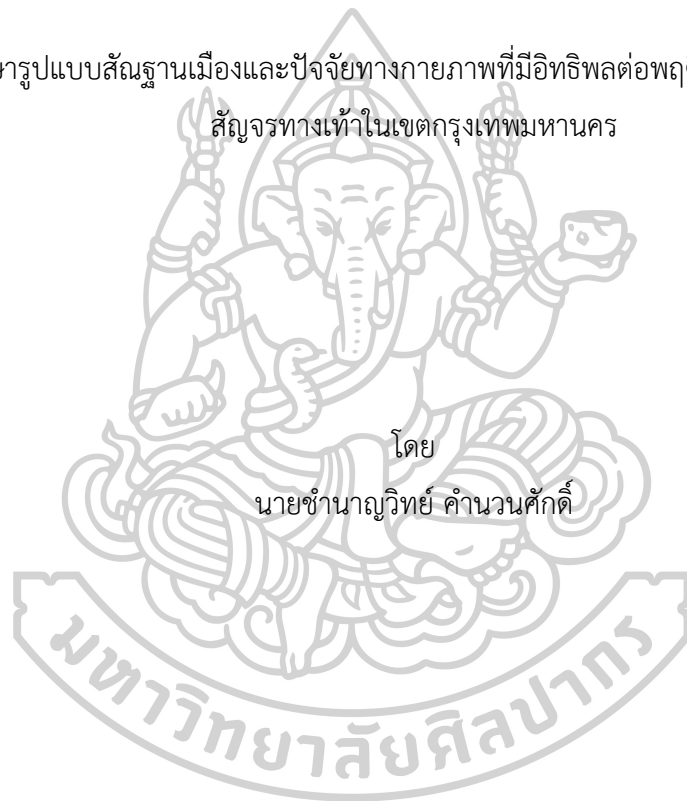 รูปแบบสัณฐานเมืองและปัจจัยทางกายภาพที่มีอิทธิพลต่อ
สัญจรทางเท้าในเขตกรุงเทพมหานคร
โดย
นายชำนาญวิทย์ คำนวนศักดิ์
มหาวิทยาลัยศิลปากร